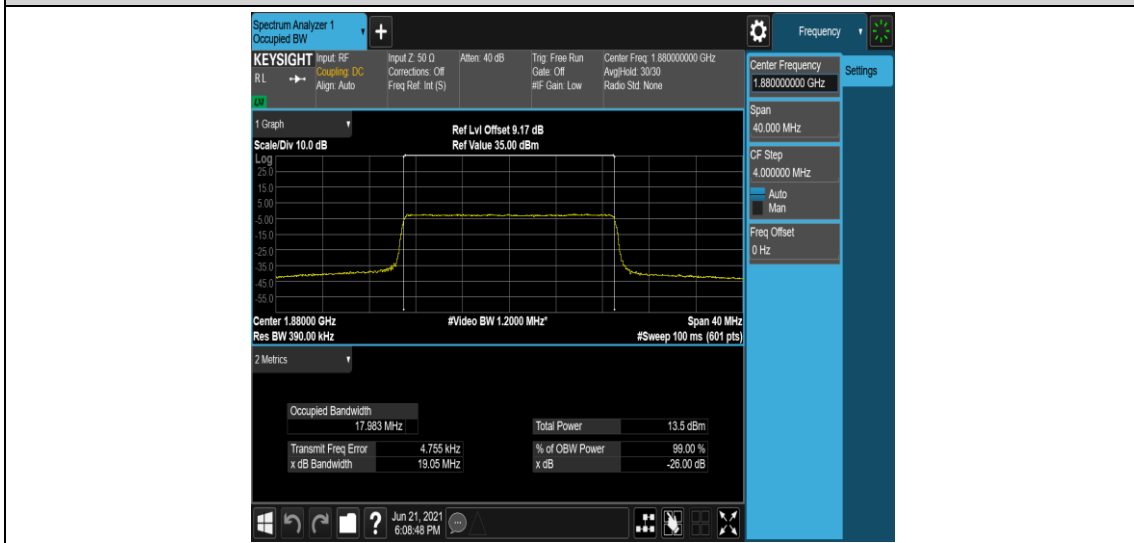 Spectrum Analyzer 1
Occupied BW
Frequency
KEYSIGHT
RL
Input: RF
Coupling: DC
Align: Auto
Input Z: 50 Ω
Corrections: Off
Freq Ref: Int (S)
Atten: 40 dB
Trig: Free Run
Gate: Off
#IF Gain: Low
Center Freq: 1.880000000 GHz
Avg|Hold: 30/30
Radio Std: None
Center Frequency
1.880000000 GHz
Settings
Span
40.000 MHz
CF Step
4.000000 MHz
Auto
Man
Freq Offset
0 Hz
1 Graph
Scale/Div 10.0 dB
Ref Lvl Offset 9.17 dB
Ref Value 35.00 dBm
Log
25.0
15.0
5.00
-5.00
-15.0
-25.0
-35.0
-45.0
-55.0
Center 1.88000 GHz
#Video BW 1.2000 MHz*
Span 40 MHz
Res BW 390.00 kHz
#Sweep 100 ms (601 pts)
2 Metrics
Occupied Bandwidth
17.983 MHz
Total Power 13.5 dBm
Transmit Freq Error 4.755 kHz
% of OBW Power 99.00 %
x dB Bandwidth 19.05 MHz
x dB -26.00 dB
Jun 21, 2021
6:08:48 PM